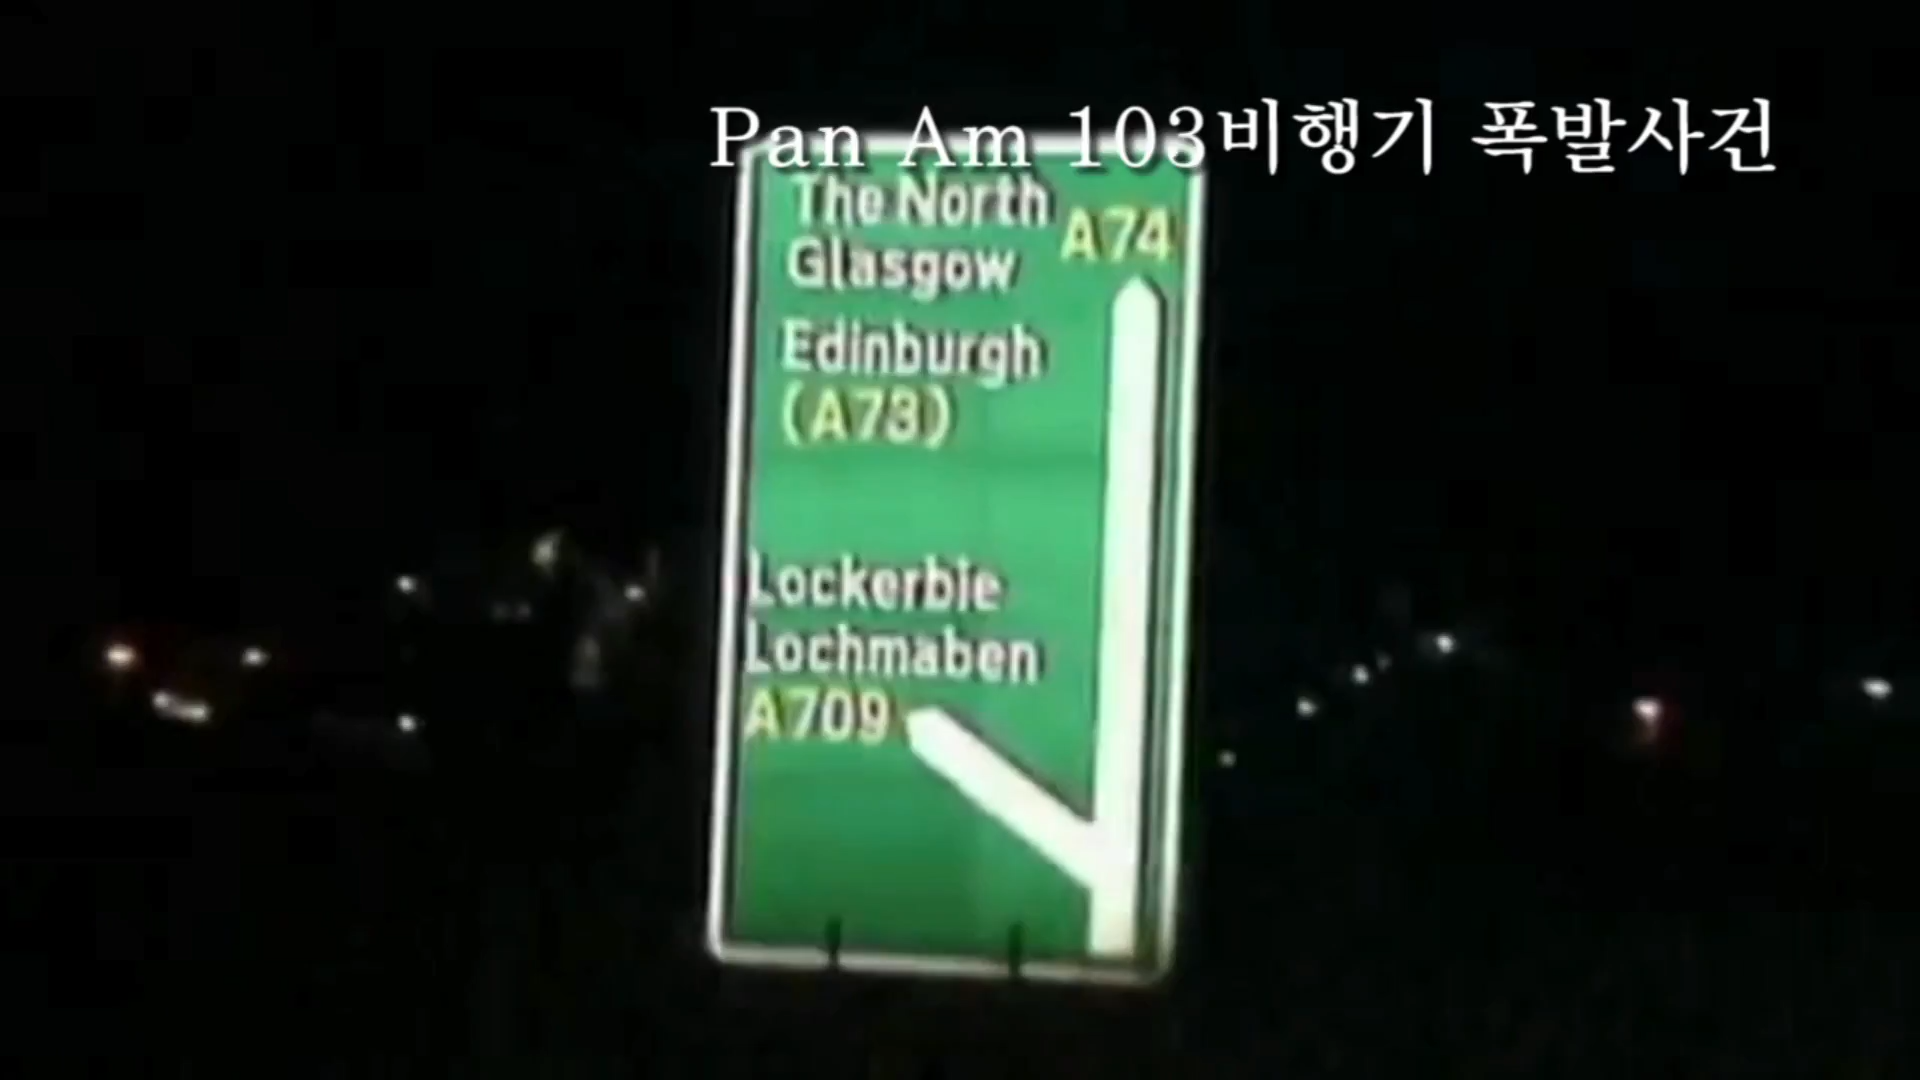 Pan Am 103비행기 폭발사건
The North
Glasgow
A74
Edinburgh
(A73)
Lockerbie
Lochmaben
A709